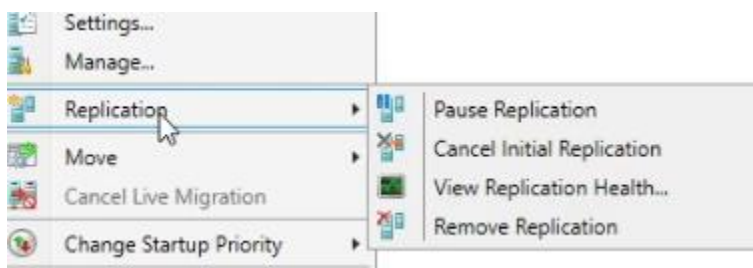 Settings...
Manage...
Replication
Move
Cancel Live Migration
Change Startup Priority
Pause Replication
Cancel Initial Replication
View Replication Health...
Remove Replication